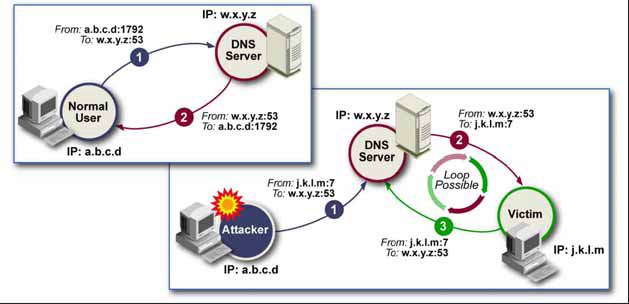 IP: w.x.y.z
From: a.b.c.d:1792
To: w.x.y.z:53
1
DNS
Server
Normal
User
2
From: w.x.y.z:53
To: a.b.c.d:1792
IP: a.b.c.d
IP: w.x.y.z
DNS
Server
2
From: w.x.y.z:53
To: j.k.l.m:7
Loop
Possible
From: j.k.l.m:7
To: w.x.y.z:53
1
Attacker
IP: a.b.c.d
Victim
3
From: j.k.l.m:7
To: w.x.y.z:53
IP: j.k.l.m